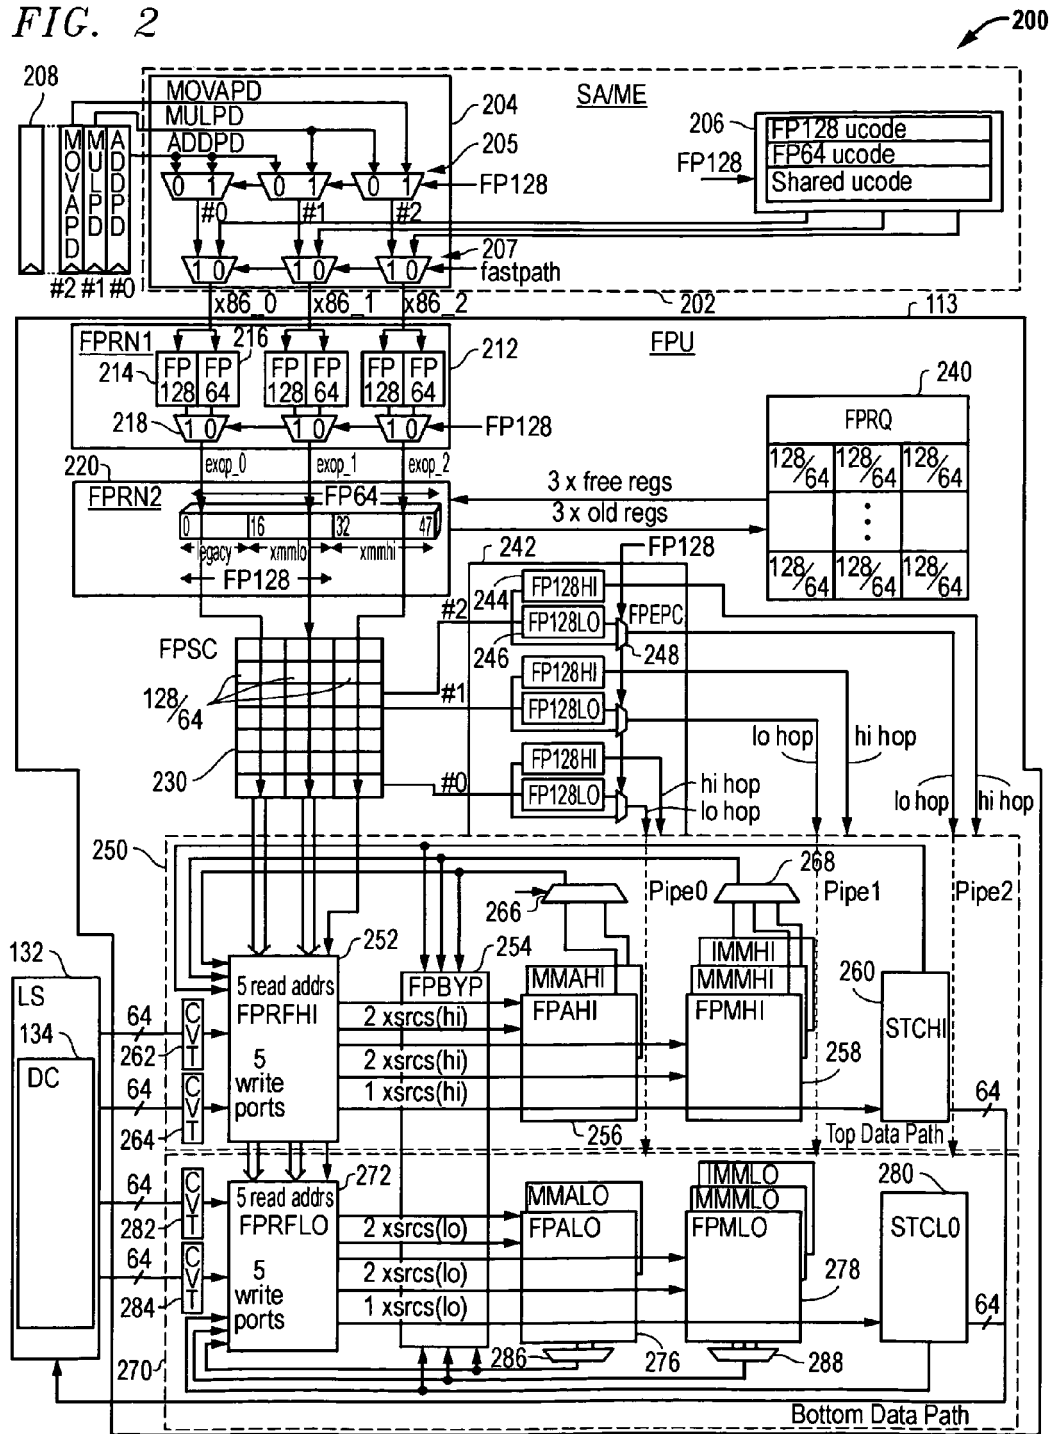 FIG. 2
200
208
MOVAPD
MULPD
ADDPD
#2 #1 #0
MOVAPD
MULPD
ADDPD
204
205
0 1
0 1
0 1
FP128
#0
#1
#2
207
1 0
1 0
1 0
fastpath
SA/ME
206
FP128
FP128 ucode
FP64 ucode
Shared ucode
202
x86_0
x86_1
x86_2
113
FPRN1
216
214
FP 128
FP 64
FP 128
FP 64
FP 128
FP 64
212
FPU
218
1 0
1 0
1 0
FP128
240
FPRQ
128/64 128/64 128/64
128/64 128/64 128/64
220
exop_0
exop_1
exop_2
FPRN2
FP64
0
16
32
47
legacy
xmmlo
xmmhi
FP128
3 x free regs
3 x old regs
242
FP128
244
FP128HI
FP128LO
246
FPEPC
248
#2
FPSC
128/64
230
FP128HI
#1
FP128LO
FP128HI
#0
FP128LO
hi hop
lo hop
lo hop
hi hop
lo hop
hi hop
250
266
Pipe0
268
Pipe1
Pipe2
132
LS
134
DC
252
5 read addrs
FPRFHI
5
write
ports
254
FPBYP
MMAHI
FPAHI
IMMHI
MMMHI
FPMHI
260
STCHI
64
CVT
262
64
CVT
264
2 xsrcs(hi)
2 xsrcs(hi)
1 xsrcs(hi)
256
258
64
Top Data Path
272
5 read addrs
FPRFLO
5
write
ports
64
CVT
282
64
CVT
284
2 xsrcs(lo)
2 xsrcs(lo)
1 xsrcs(lo)
MMALO
FPALO
IMMLO
MMMLO
FPMLO
280
STCLO
278
64
286
276
288
270
Bottom Data Path